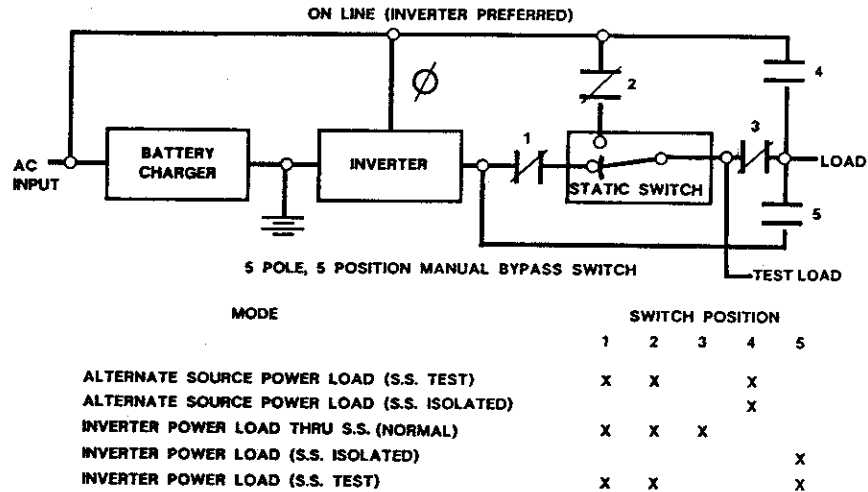 ON LINE (INVERTER PREFERRED)
4
Ø
2
1
3
AC
INPUT
BATTERY
CHARGER
INVERTER
STATIC SWITCH
LOAD
5
5 POLE, 5 POSITION MANUAL BYPASS SWITCH
TEST LOAD
MODE SWITCH POSITION
1 2 3 4 5
ALTERNATE SOURCE POWER LOAD (S.S. TEST) X X X
ALTERNATE SOURCE POWER LOAD (S.S. ISOLATED) X
INVERTER POWER LOAD THRU S.S. (NORMAL) X X X
INVERTER POWER LOAD (S.S. ISOLATED) X
INVERTER POWER LOAD (S.S. TEST) X X X